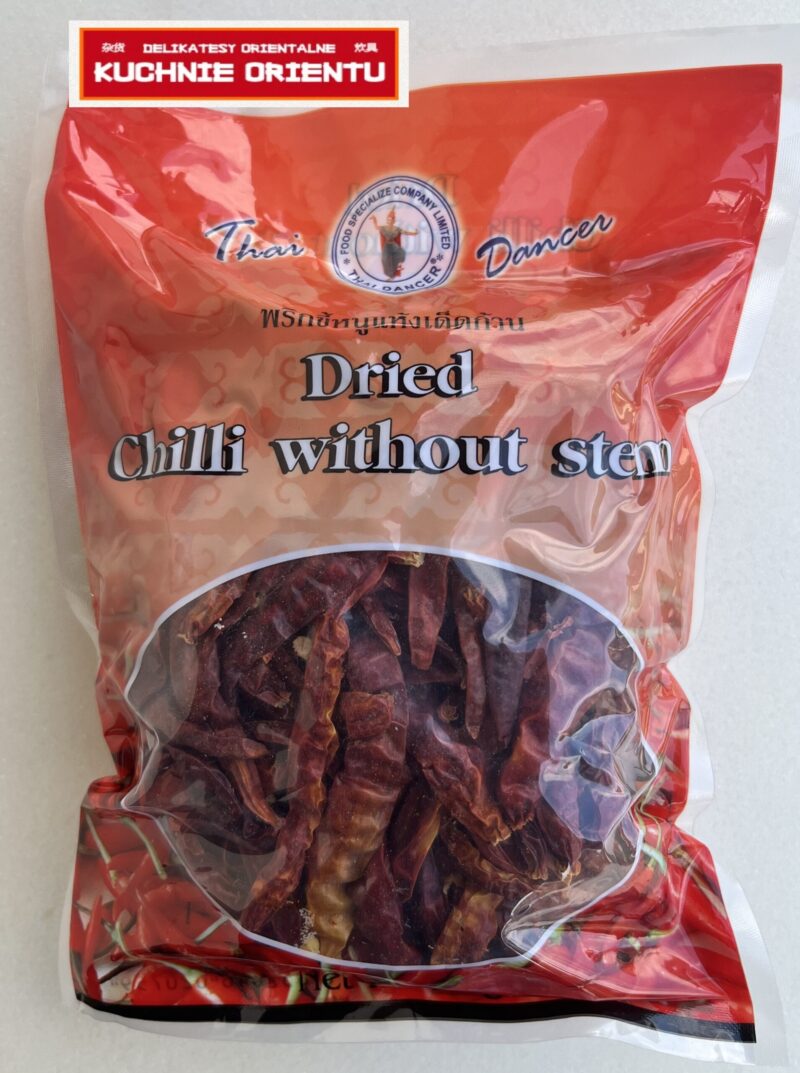 杂货 DELIKATESY ORIENTALNE 炊具
KUCHNIE ORIENTU
Thai Dancer
FOOD SPECIALIZE COMPANY LIMITED
THAI DANCER®
พริกขี้หนูแห้งเด็ดก้าน
Dried
Chilli without stem